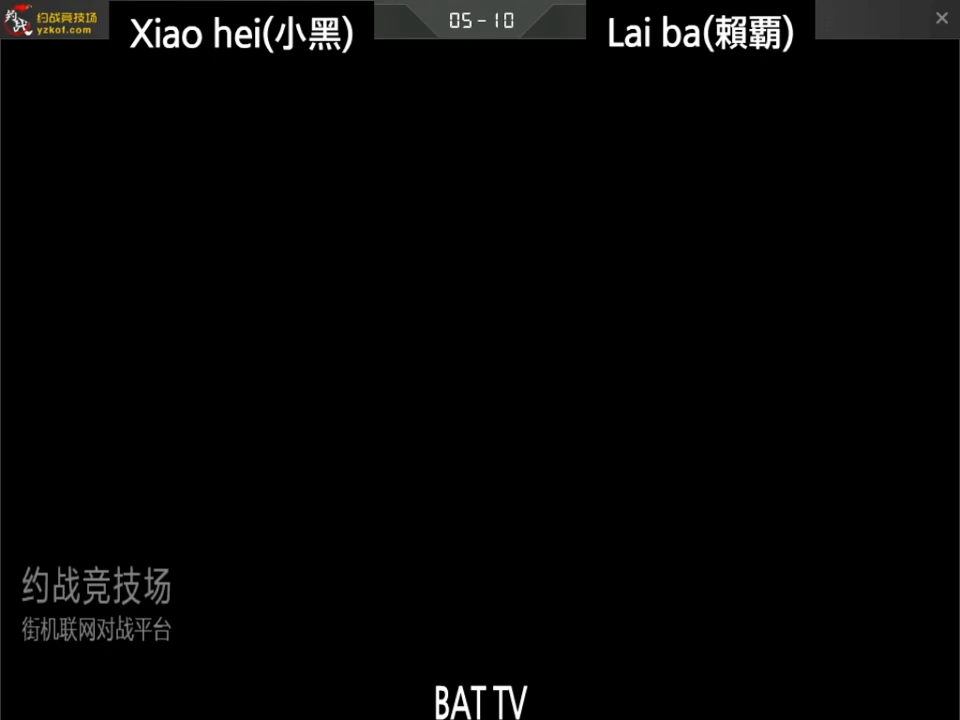 约战竞技场
yzkof.com
Xiao hei(小黑)
05-10
Lai ba(賴霸)
约战竞技场
街机联网对战平台
BAT TV